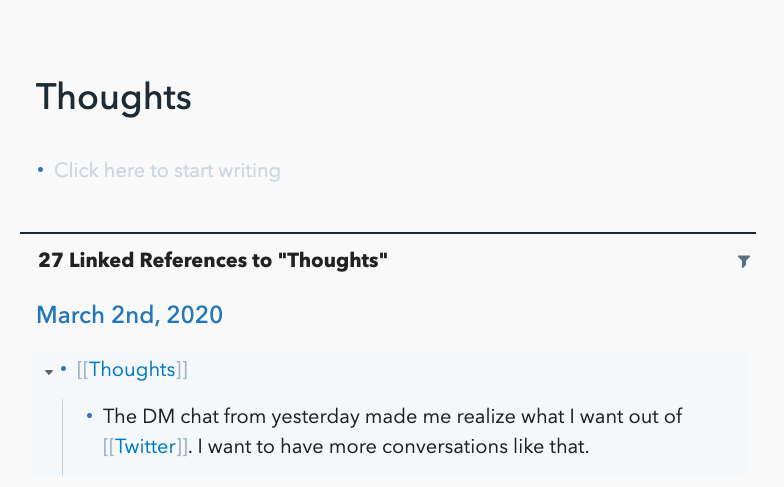 Thoughts
Click here to start writing
27 Linked References to "Thoughts"
March 2nd, 2020
[[Thoughts]]
The DM chat from yesterday made me realize what I want out of
[[Twitter]]. I want to have more conversations like that.